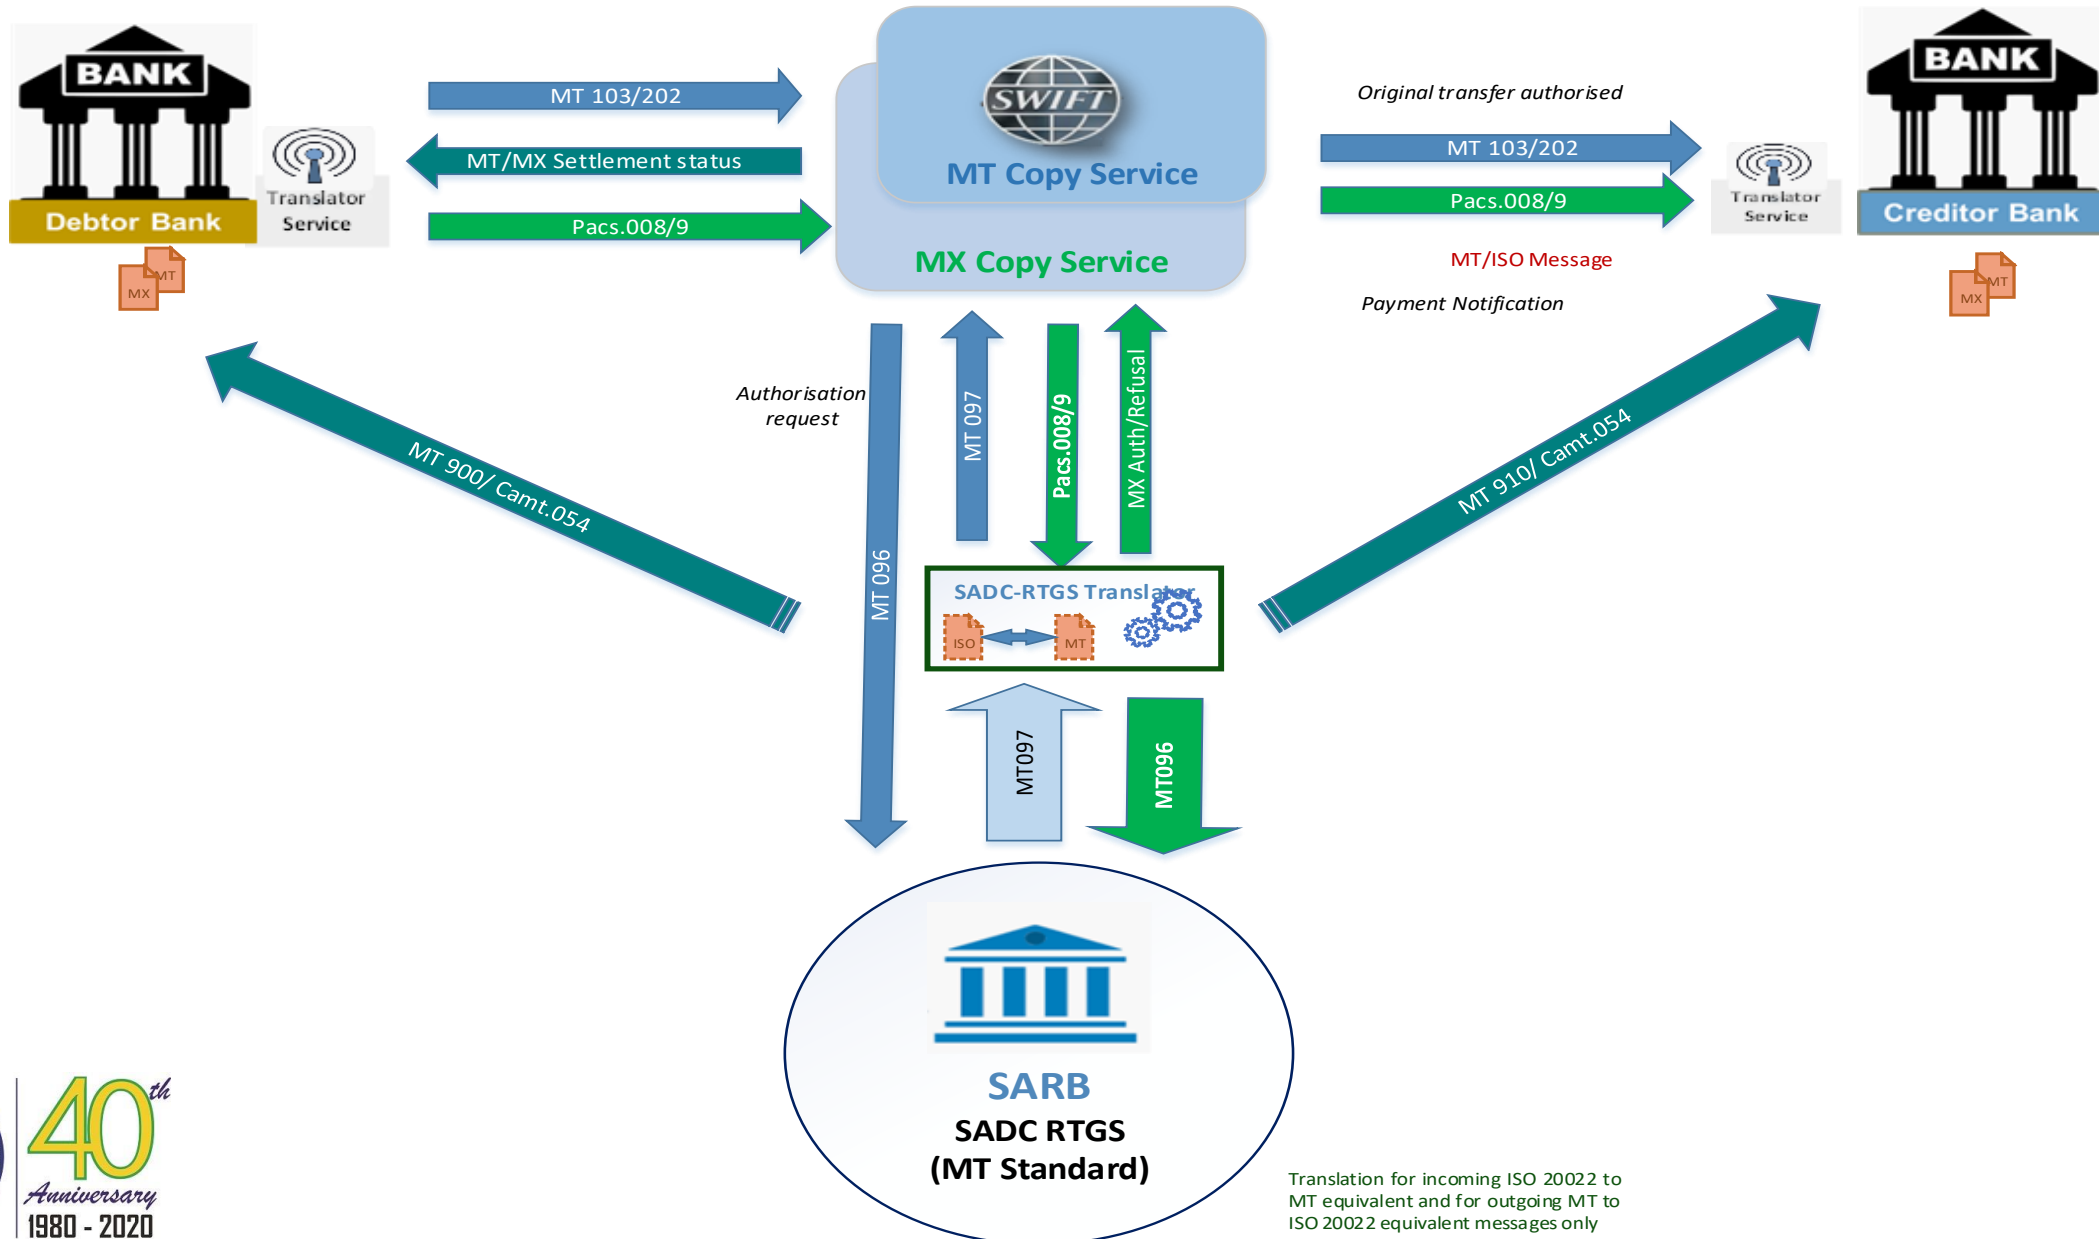 BANK
Debtor Bank
Translator
Service
MX
MT
MT 103/202
MT/MX Settlement status
Pacs.008/9
SWIFT
MT Copy Service
MX Copy Service
Original transfer authorised
MT 103/202
Pacs.008/9
MT/ISO Message
Payment Notification
BANK
Creditor Bank
Translator
Service
MX
MT
Authorisation
request
MT 096
MT 097
Pacs.008/9
MX Auth/Refusal
MT 900/ Camt.054
MT 910/ Camt.054
SADC-RTGS Translator
ISO
MT
MT097
MT096
SARB
SADC RTGS
(MT Standard)
40th
Anniversary
1980 - 2020
Translation for incoming ISO 20022 to
MT equivalent and for outgoing MT to
ISO 20022 equivalent messages only